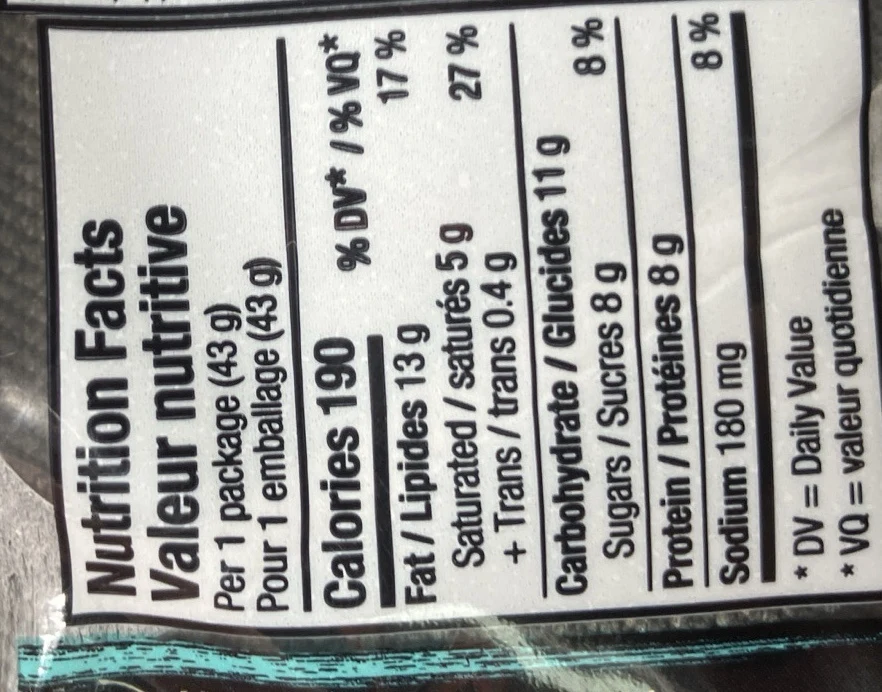 Nutrition Facts
Valeur nutritive
Per 1 package (43 g)
Pour 1 emballage (43 g)
Calories 190 % DV* / % VQ*
Fat / Lipides 13 g 17 %
Saturated / saturés 5 g 27 %
+ Trans / trans 0.4 g
Carbohydrate / Glucides 11 g
Sugars / Sucres 8 g 8 %
Protein / Protéines 8 g
Sodium 180 mg 8 %
* DV = Daily Value
* VQ = valeur quotidienne